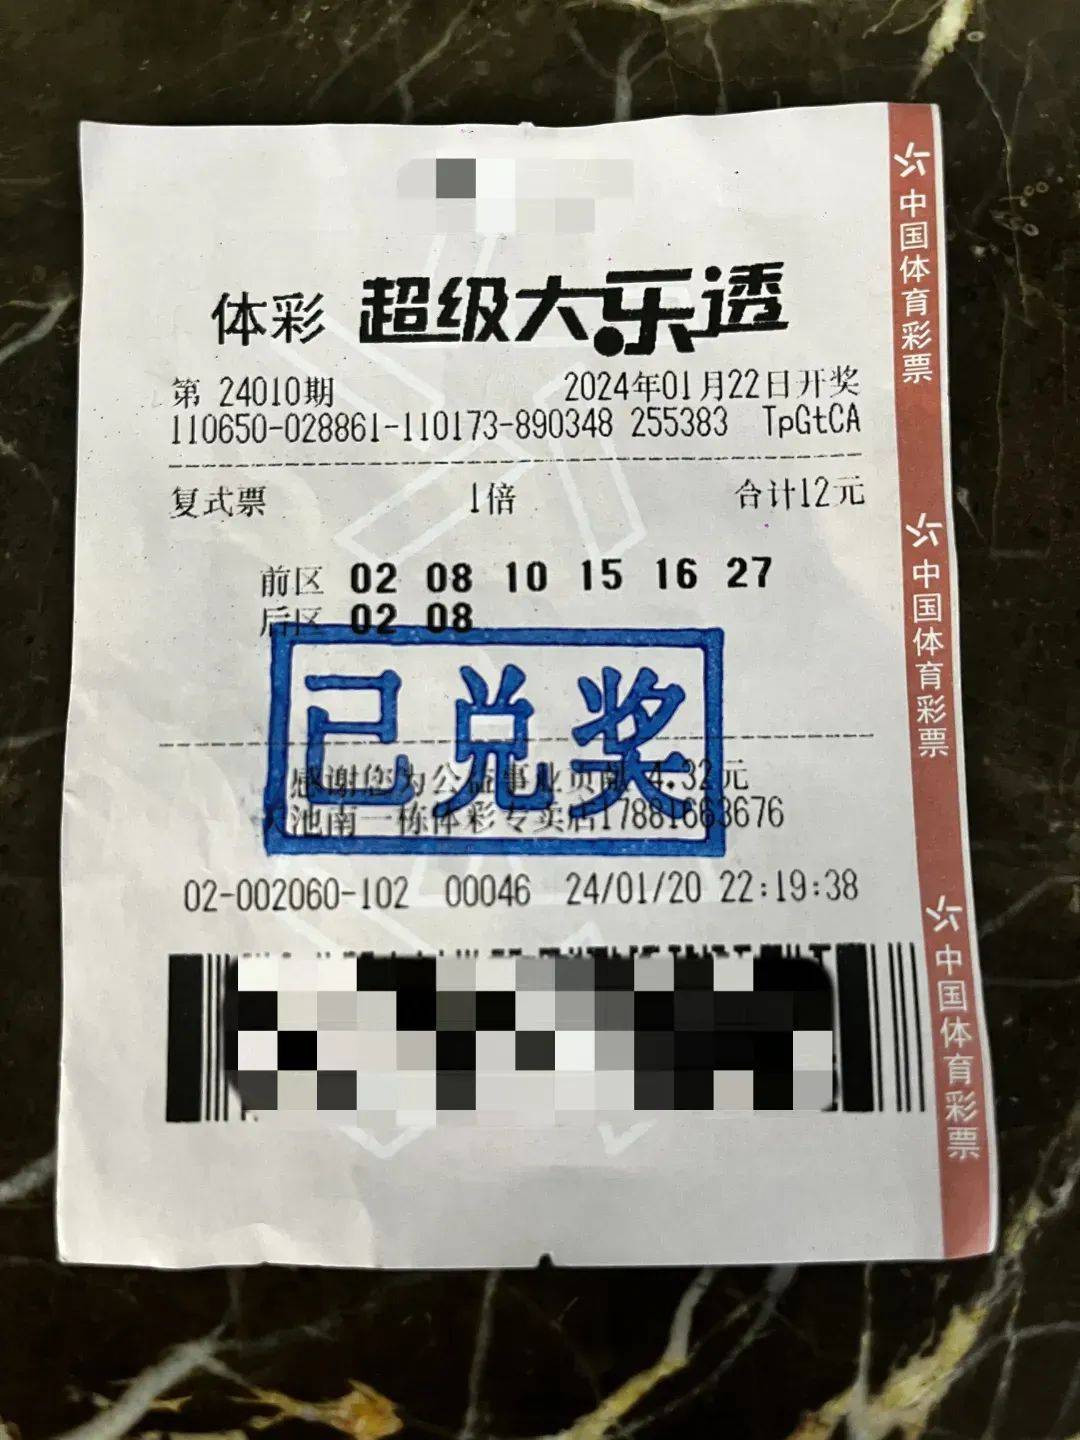 体彩 超级大乐透
第 24010期 2024年01月22日开奖
110650-028861-110173-890348 255383 TpGtCA
复式票 1倍 合计12元
前区 02 08 10 15 16 27
后区 02 08
已兑奖
感谢您为公益事业贡献 4.32元
池南一栋体彩专卖店17881663676
02-002060-102 00046 24/01/20 22:19:38
中国体育彩票
中国体育彩票
中国体育彩票